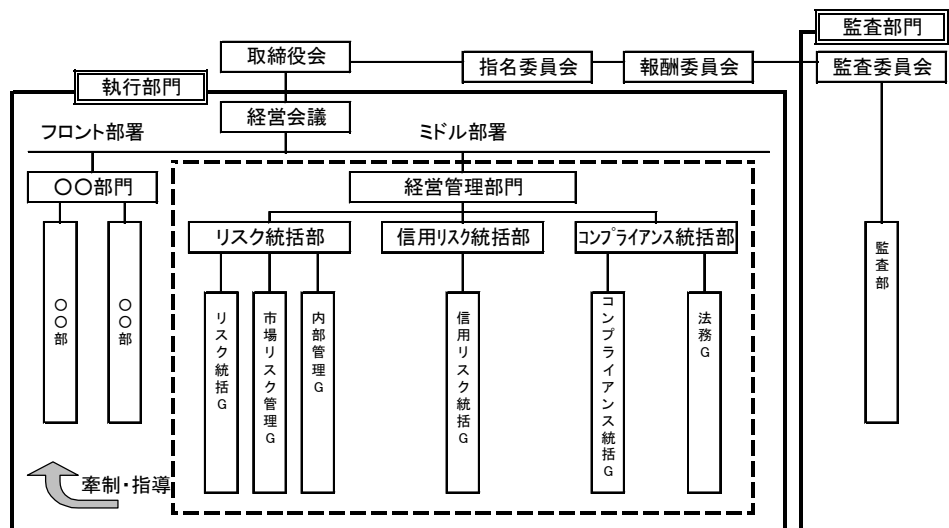 監査部門
取締役会
指名委員会
報酬委員会
監査委員会
執行部門
経営会議
フロント部署
ミドル部署
〇〇部門
経営管理部門
リスク統括部
信用リスク統括部
コンプライアンス統括部
〇〇部
〇〇部
リスク統括G
市場リスク管理G
内部管理G
信用リスク統括G
コンプライアンス統括G
法務G
監査部
牽制・指導